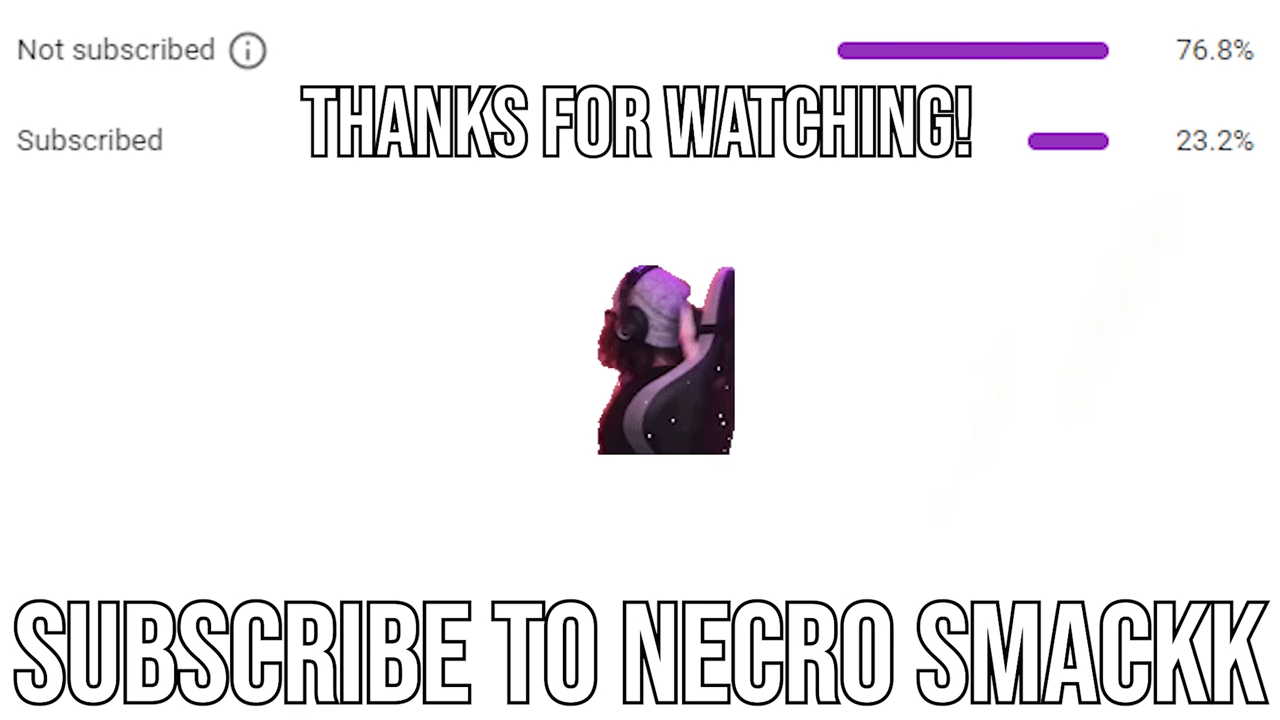 Not subscribed 76.8%
THANKS FOR WATCHING!
Subscribed 23.2%
SUBSCRIBE TO NECRO SMACKK